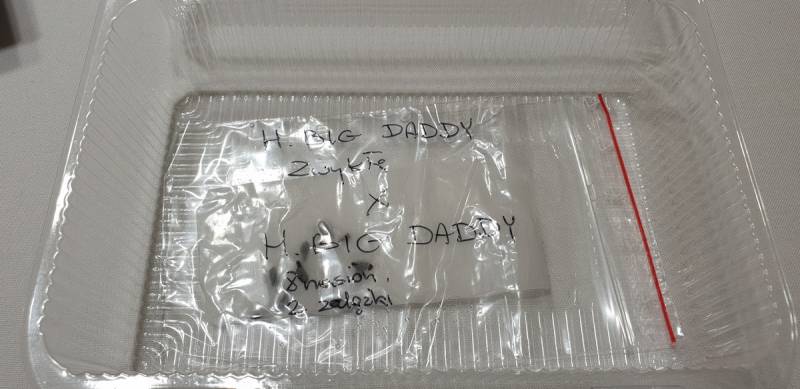 H. BIG DADDY
zwykłe
X
H. BIG DADDY
8 nasion,
2 zalążki